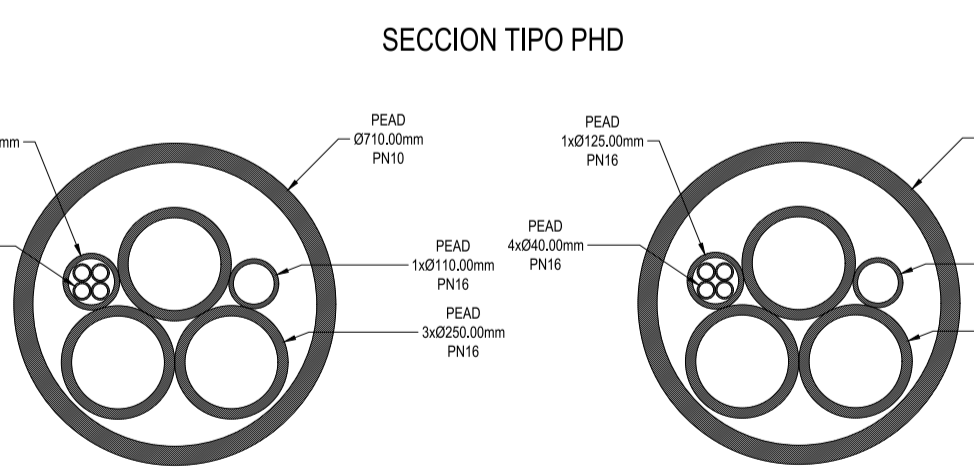 SECCION TIPO PHD
mm
PEAD
Ø710.00mm
PN10
PEAD
1xØ110.00mm
PN16
PEAD
3xØ250.00mm
PN16
PEAD
1xØ125.00mm
PN16
PEAD
4xØ40.00mm
PN16